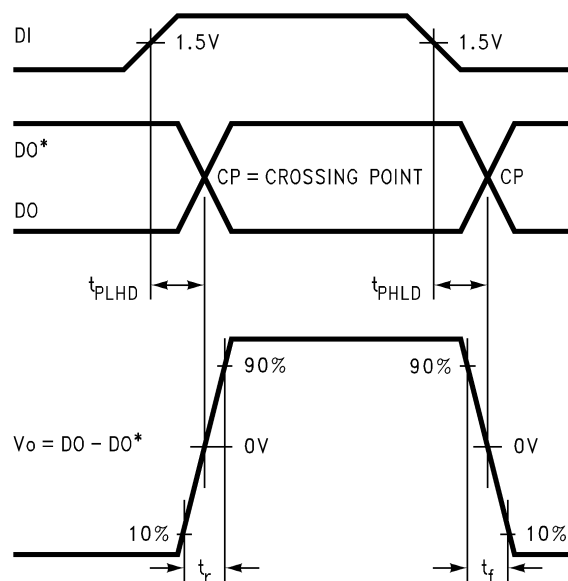 DI
1.5V 1.5V
DO*
CP = CROSSING POINT CP
DO
tPLHD tPHLD
90% 90%
Vo = DO − DO* 0V 0V
10% 10%
tr tf